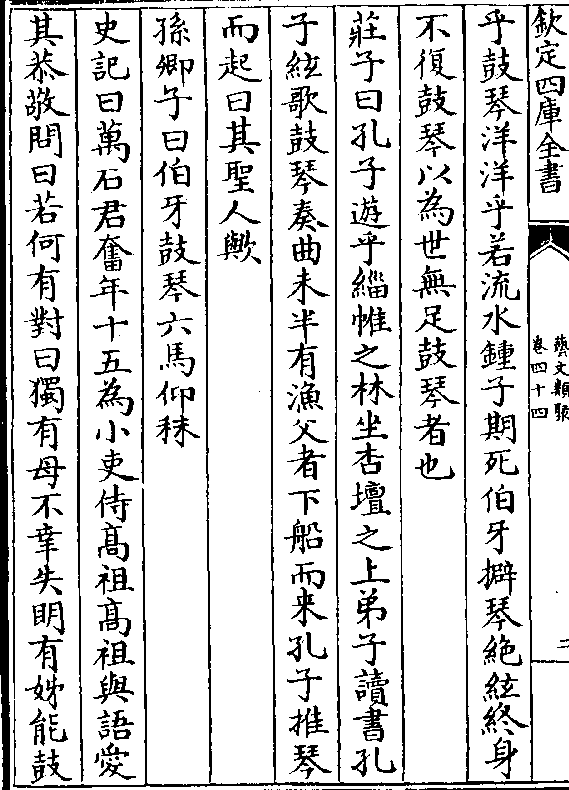 欽定四庫全書
藝文類聚
卷四十四
三
乎鼓琴洋洋乎若流水鍾子期死伯牙擗琴絶絃終身
不復鼓琴以為世無足鼓琴者也
莊子曰孔子遊乎緇帷之林坐杏壇之上弟子讀書孔
子絃歌鼓琴奏曲未半有漁父者下船而来孔子推琴
而起曰其聖人歟
孫卿子曰伯牙鼓琴六馬仰秣
史記曰萬石君奮年十五為小吏侍髙祖髙祖與語愛
其恭敬問曰若何有對曰獨有母不幸失明有姊能鼓